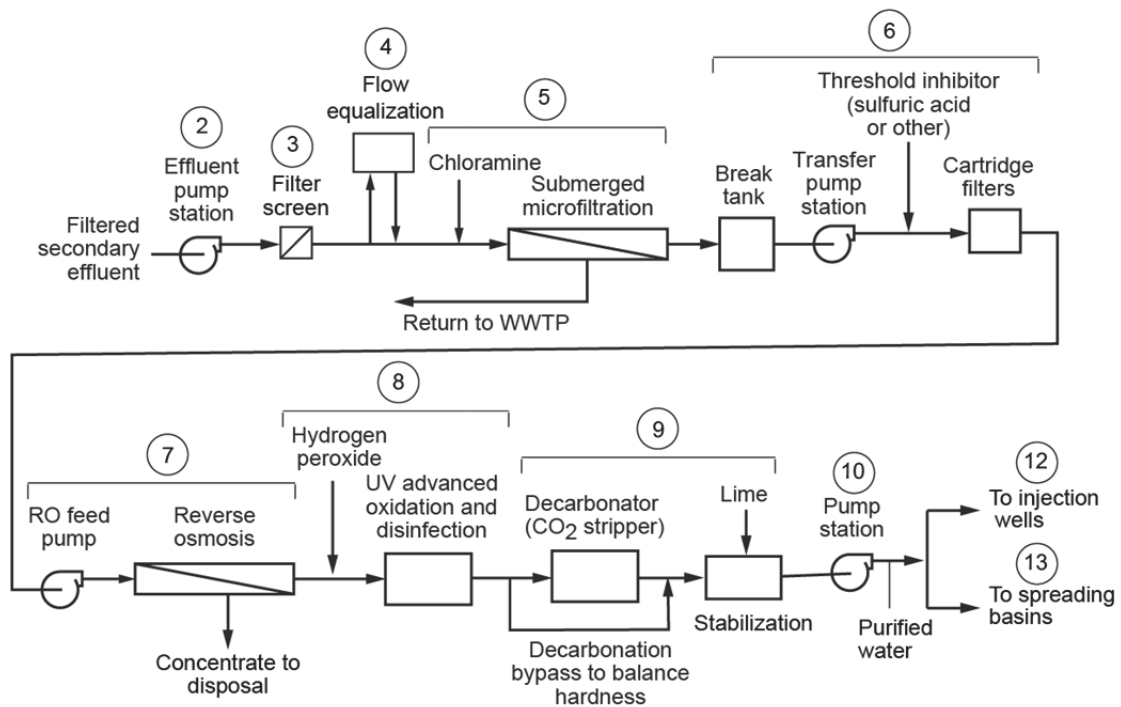 2
Effluent
pump
station
Filtered
secondary
effluent
3
Filter
screen
4
Flow
equalization
5
Chloramine
Submerged
microfiltration
Return to WWTP
6
Break
tank
Transfer
pump
station
Threshold inhibitor
(sulfuric acid
or other)
Cartridge
filters
7
RO feed
pump
Reverse
osmosis
Concentrate to
disposal
8
Hydrogen
peroxide
UV advanced
oxidation and
disinfection
9
Decarbonator
(CO2 stripper)
Lime
Stabilization
Decarbonation
bypass to balance
hardness
10
Pump
station
Purified
water
12
To injection
wells
13
To spreading
basins